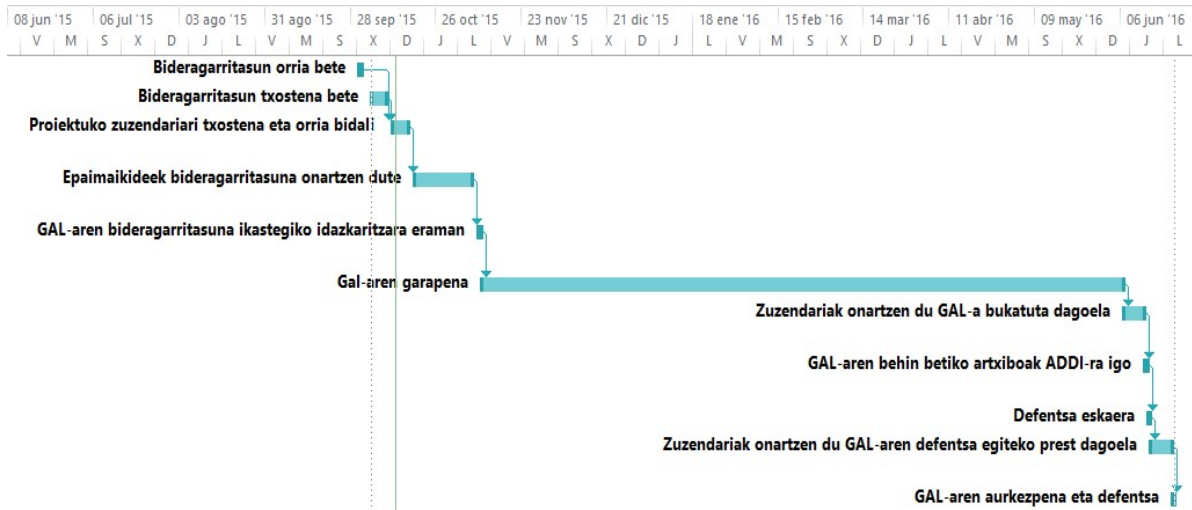 08 jun '15 06 jul '15 03 ago '15 31 ago '15 28 sep '15 26 oct '15 23 nov '15 21 dic '15 18 ene '16 15 feb '16 14 mar '16 11 abr '16 09 may '16 06 jun '16
V M S X D J L V M S X D J L V M S X D J L V M S X D J L V M S X D J L
Bideragarritasun orria bete
Bideragarritasun txostena bete
Proiektuko zuzendariari txostena eta orria bidali
Epaimaikideek bideragarritasuna onartzen dute
GAL-aren bideragarritasuna ikastegiko idazkaritzara eraman
Gal-aren garapena
Zuzendariak onartzen du GAL-a bukatuta dagoela
GAL-aren behin betiko artxiboak ADDI-ra igo
Defentsa eskaera
Zuzendariak onartzen du GAL-aren defentsa egiteko prest dagoela
GAL-aren aurkezpena eta defentsa